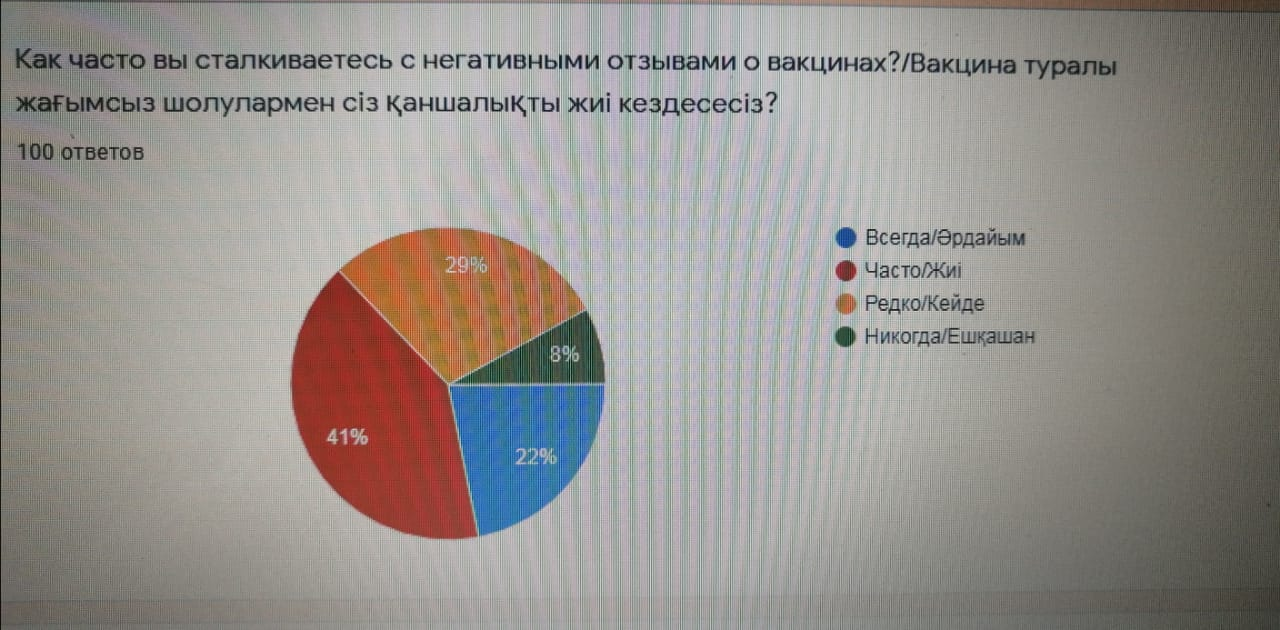 Как часто вы сталкиваетесь с негативными отзывами о вакцинах?/Вакцина туралы
жағымсыз шолулармен сіз қаншалықты жиі кездесесіз?
100 ответов
29%
8%
41%
22%
Всегда/Әрдайым
Часто/Жиі
Редко/Кейде
Никогда/Ешқашан